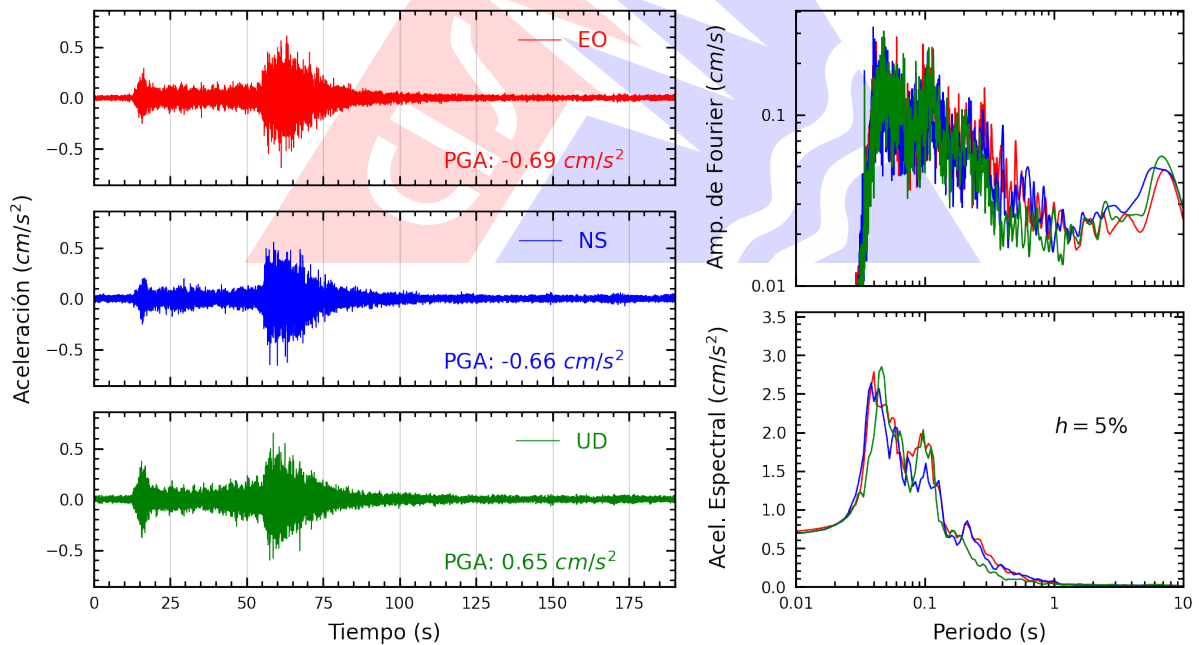 EO
0.5
0.0
−0.5
PGA: -0.69 cm/s²
NS
0.5
0.0
−0.5
PGA: -0.66 cm/s²
UD
0.5
0.0
−0.5
PGA: 0.65 cm/s²
Aceleración (cm/s²)
0 25 50 75 100 125 150 175
Tiempo (s)
Amp. de Fourier (cm/s)
0.1
0.01
Acel. Espectral (cm/s²)
3.5
3.0
2.5
2.0
1.5
1.0
0.5
0.0
h = 5%
0.01 0.1 1 10
Periodo (s)